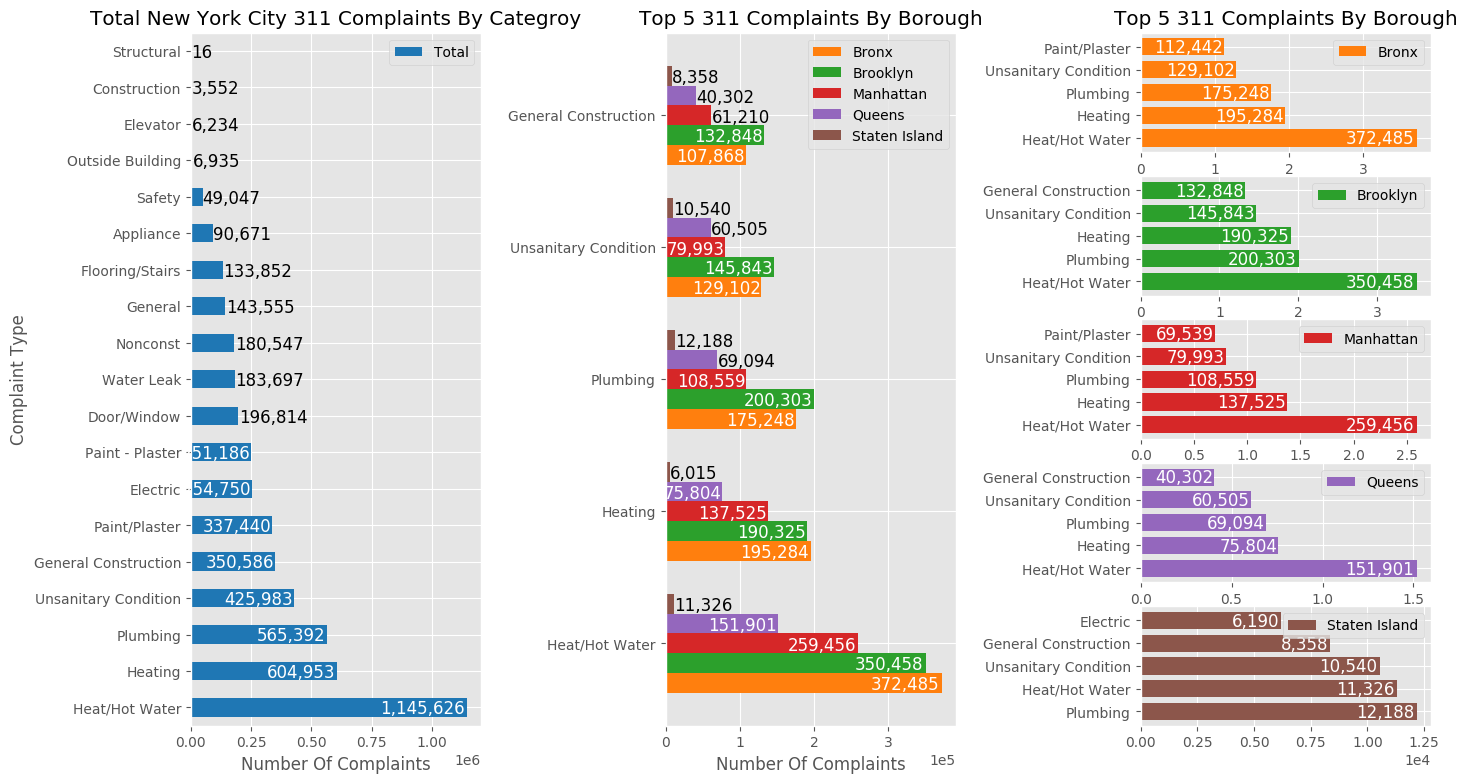 Total New York City 311 Complaints By Categroy
Total
Complaint Type
Structural 16
Construction 3,552
Elevator 6,234
Outside Building 6,935
Safety 49,047
Appliance 90,671
Flooring/Stairs 133,852
General 143,555
Nonconst 180,547
Water Leak 183,697
Door/Window 196,814
Paint - Plaster 51,186
Electric 54,750
Paint/Plaster 337,440
General Construction 350,586
Unsanitary Condition 425,983
Plumbing 565,392
Heating 604,953
Heat/Hot Water 1,145,626
0.00 0.25 0.50 0.75 1.00
1e6
Number Of Complaints
Top 5 311 Complaints By Borough
Bronx
Brooklyn
Manhattan
Queens
Staten Island
General Construction
8,358
40,302
61,210
132,848
107,868
Unsanitary Condition
10,540
60,505
79,993
145,843
129,102
Plumbing
12,188
69,094
108,559
200,303
175,248
Heating
6,015
75,804
137,525
190,325
195,284
Heat/Hot Water
11,326
151,901
259,456
350,458
372,485
0 1 2 3
1e5
Number Of Complaints
Top 5 311 Complaints By Borough
Bronx
Paint/Plaster 112,442
Unsanitary Condition 129,102
Plumbing 175,248
Heating 195,284
Heat/Hot Water 372,485
0 1 2 3
Brooklyn
General Construction 132,848
Unsanitary Condition 145,843
Heating 190,325
Plumbing 200,303
Heat/Hot Water 350,458
0 1 2 3
Manhattan
Paint/Plaster 69,539
Unsanitary Condition 79,993
Plumbing 108,559
Heating 137,525
Heat/Hot Water 259,456
0.0 0.5 1.0 1.5 2.0 2.5
Queens
General Construction 40,302
Unsanitary Condition 60,505
Plumbing 69,094
Heating 75,804
Heat/Hot Water 151,901
0.0 0.5 1.0 1.5
Staten Island
Electric 6,190
General Construction 8,358
Unsanitary Condition 10,540
Heat/Hot Water 11,326
Plumbing 12,188
0.00 0.25 0.50 0.75 1.00 1.25
1e4